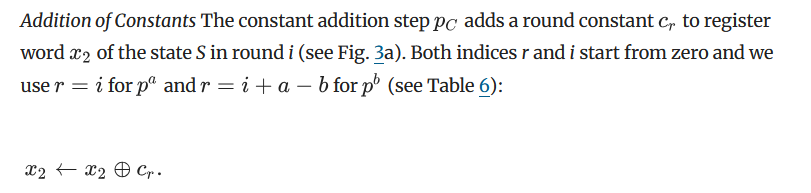 Addition of Constants The constant addition step p_C adds a round constant c_r to register
word x_2 of the state S in round i (see Fig. 3a). Both indices r and i start from zero and we
use r = i for p^a and r = i + a − b for p^b (see Table 6):
x_2 ← x_2 ⊕ c_r.